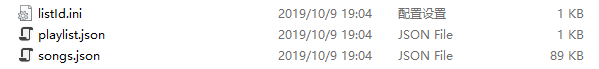 listId.ini 2019/10/9 19:04 配置设置 1 KB
playlist.json 2019/10/9 19:04 JSON File 1 KB
songs.json 2019/10/9 19:04 JSON File 89 KB